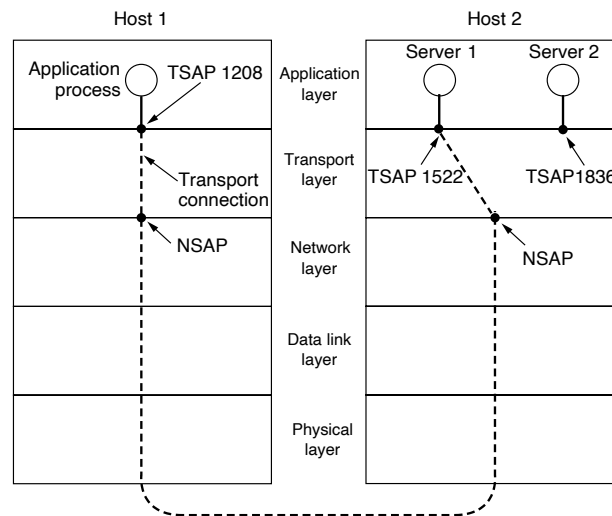 Host 1
Host 2
Application
process
TSAP 1208
Application
layer
Server 1
Server 2
Transport
connection
Transport
layer
TSAP 1522
TSAP1836
NSAP
Network
layer
NSAP
Data link
layer
Physical
layer